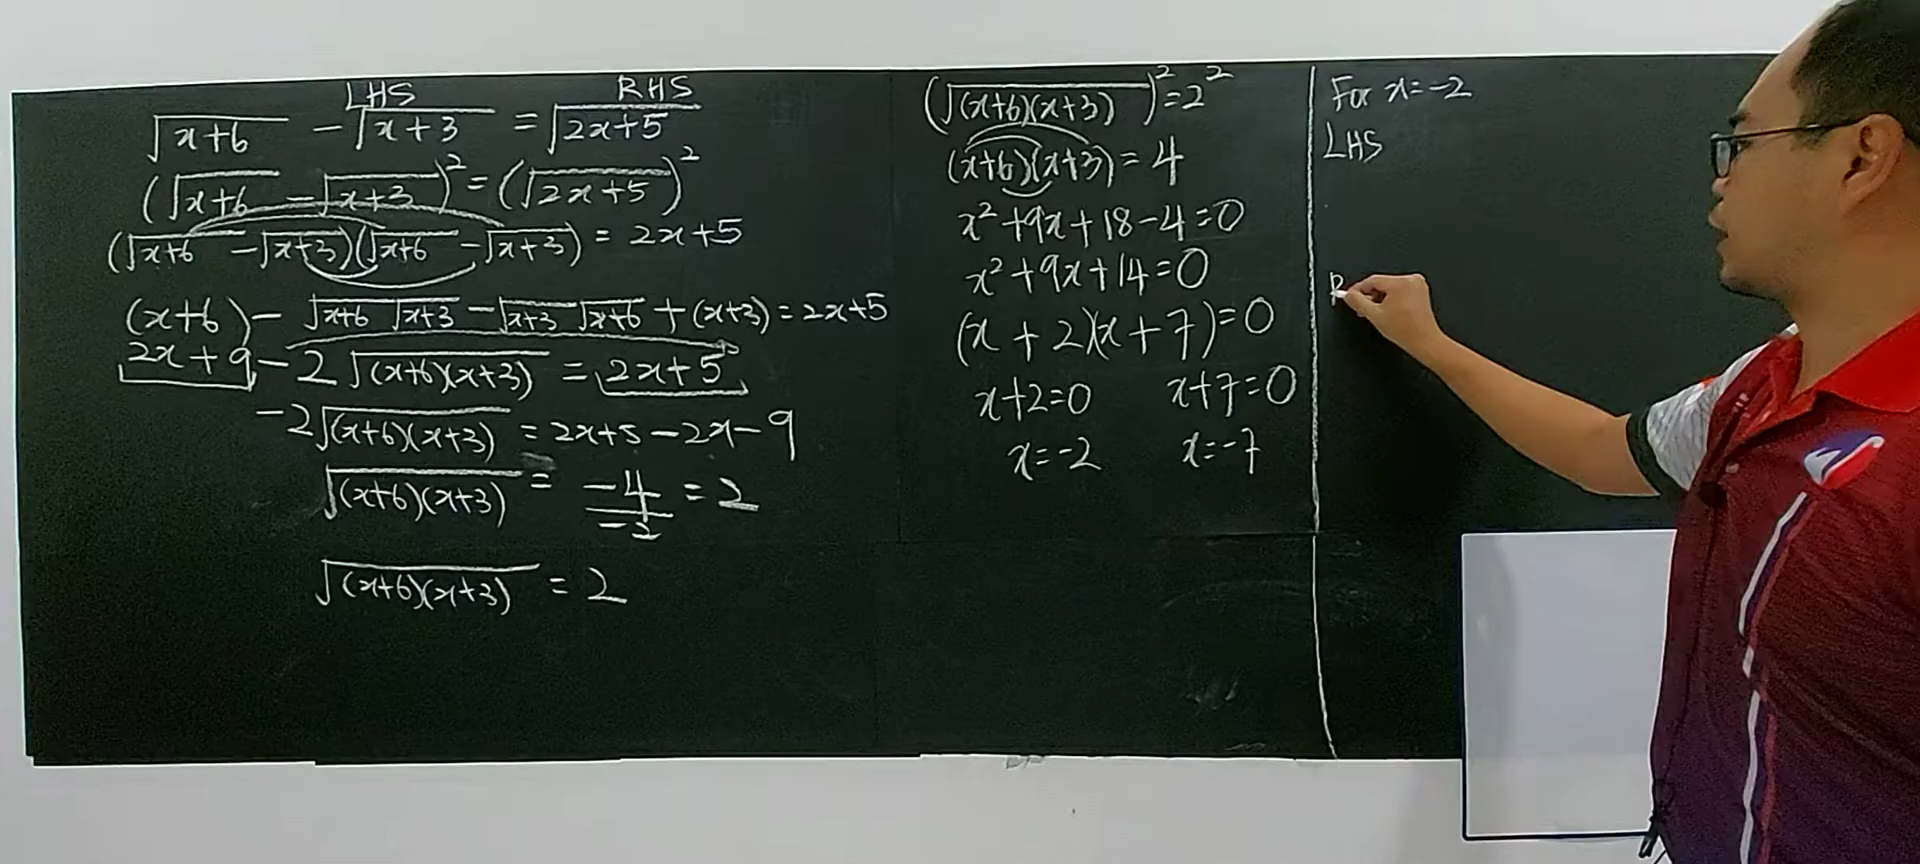 LHS RHS
√(x+6) - √(x+3) = √(2x+5)
(√(x+6) - √(x+3))² = (√(2x+5))²
(√(x+6) - √(x+3))(√(x+6) - √(x+3)) = 2x+5
(x+6) - √(x+6) √(x+3) - √(x+3) √(x+6) + (x+3) = 2x+5
2x+9 - 2√((x+6)(x+3)) = 2x+5
-2√((x+6)(x+3)) = 2x+5-2x-9
√((x+6)(x+3)) = -4/-2 = 2
√((x+6)(x+3)) = 2
(√((x+6)(x+3)))² = 2²
(x+6)(x+3) = 4
x²+9x+18-4=0
x²+9x+14=0
(x+2)(x+7)=0
x+2=0 x+7=0
x=-2 x=-7
For x=-2
LHS
R